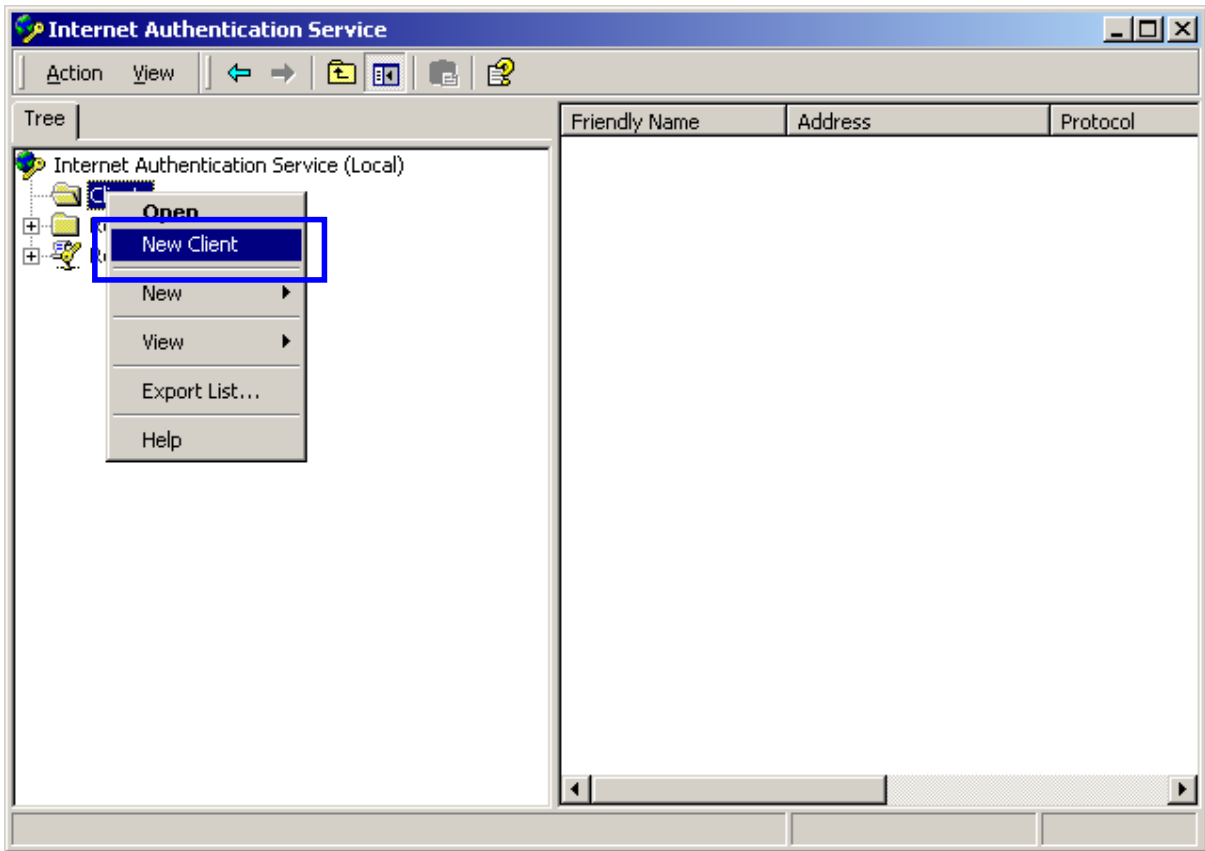 Internet Authentication Service
Action View
Tree
Friendly Name Address Protocol
Internet Authentication Service (Local)
Open
New Client
New
View
Export List...
Help